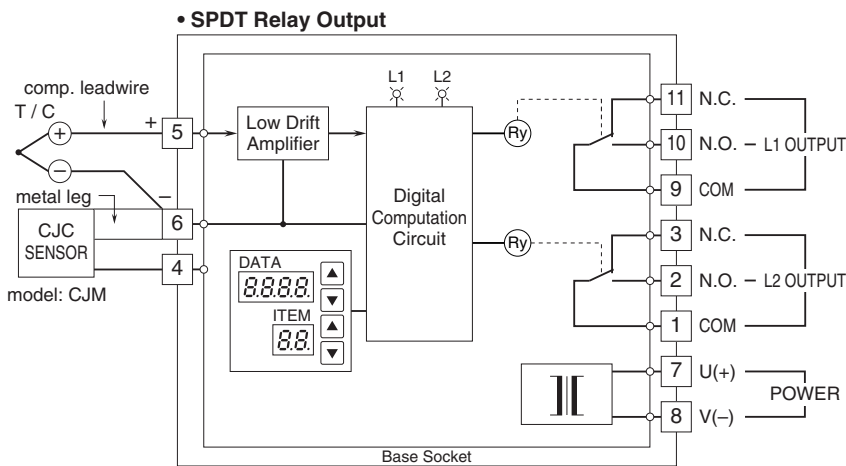 • SPDT Relay Output
comp. leadwire
T / C
+
−
+
−
5
metal leg
6
CJC
SENSOR
4
model: CJM
Low Drift
Amplifier
L1 L2
Digital
Computation
Circuit
DATA
8.8.8.8.
ITEM
8.8.
▲
▼
▲
▼
Ry
Ry
11 N.C.
10 N.O. L1 OUTPUT
9 COM
3 N.C.
2 N.O. L2 OUTPUT
1 COM
7 U(+)
POWER
8 V(–)
Base Socket